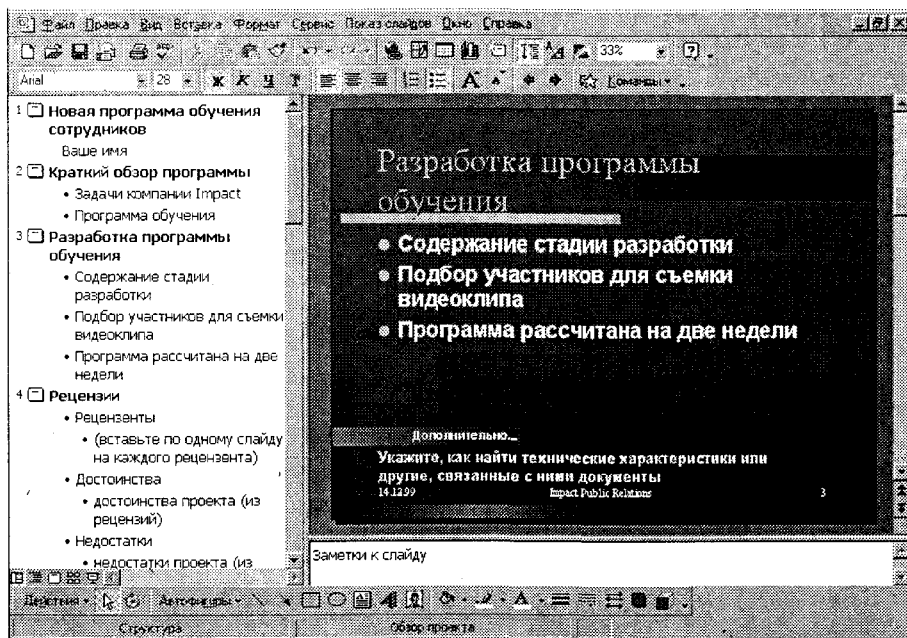 Файл Правка Вид Вставка Формат Сервис Показ слайдов Окно Справка
33%
Arial 28 Ж К Ч Команды
1 Новая программа обучения
сотрудников
Ваше имя
2 Краткий обзор программы
• Задачи компании Impact
• Программа обучения
3 Разработка программы
обучения
• Содержание стадии
разработки
• Подбор участников для съемки
видеоклипа
• Программа рассчитана на две
недели
4 Рецензии
• Рецензенты
• (вставьте по одному слайду
на каждого рецензента)
• Достоинства
• достоинства проекта (из
рецензий)
• Недостатки
• недостатки проекта (из
Разработка программы
обучения
• Содержание стадии разработки
• Подбор участников для съемки
видеоклипа
• Программа рассчитана на две недели
Дополнительно...
Укажите, как найти технические характеристики или
другие, связанные с ними документы
14.12.99 Impact Public Relations 3
Заметки к слайду
Действия Автофигуры
Структура Обзор проекта